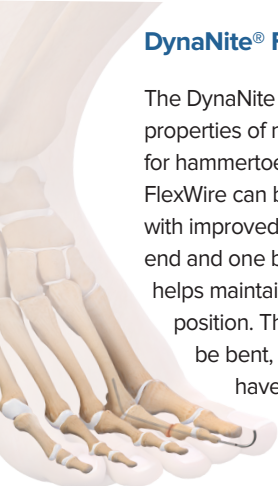 DynaNite® F
The DynaNite
properties of n
for hammertoe
FlexWire can b
with improved
end and one b
helps maintai
position. Th
be bent,
have